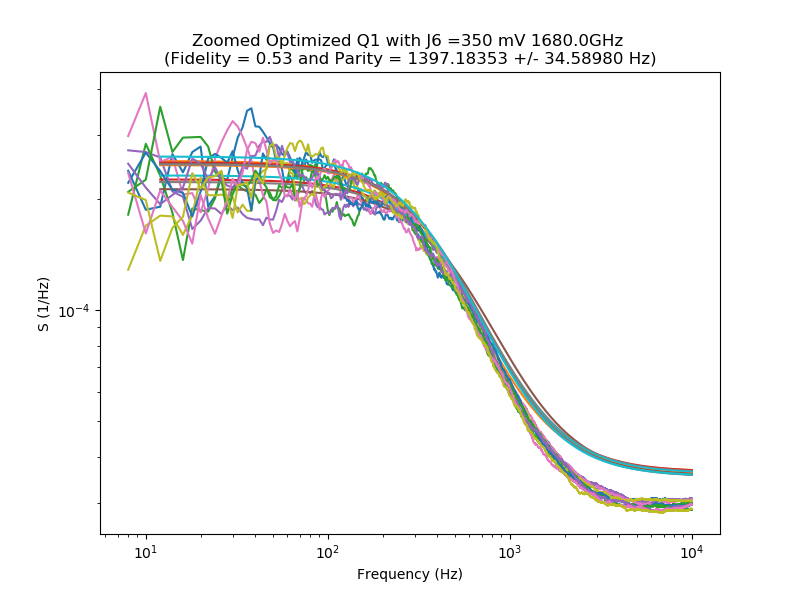 Zoomed Optimized Q1 with J6 =350 mV 1680.0GHz
(Fidelity = 0.53 and Parity = 1397.18353 +/- 34.58980 Hz)
S (1/Hz)
10⁻⁴
10¹ 10² 10³ 10⁴
Frequency (Hz)